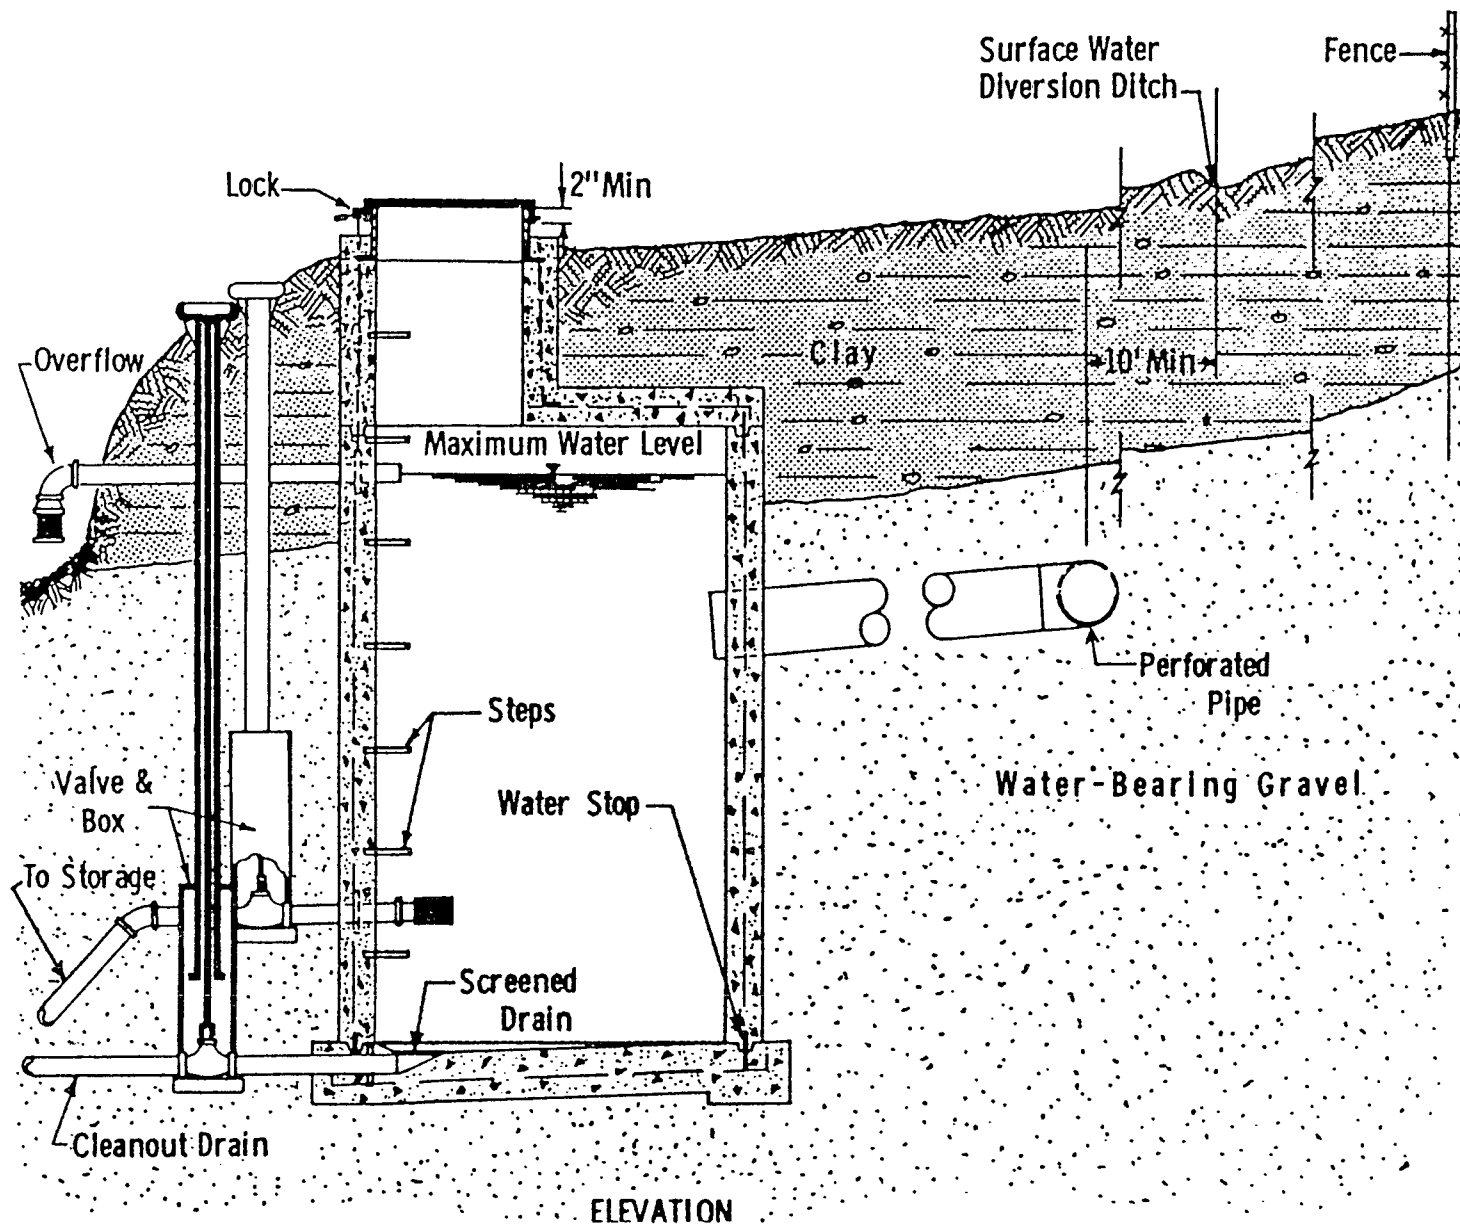 Surface Water
Diversion Ditch
Fence
Lock
2" Min
Overflow
Clay
10' Min
Maximum Water Level
Perforated
Pipe
Steps
Valve &
Box
Water Stop
Water-Bearing Gravel
To Storage
Screened
Drain
Cleanout Drain
ELEVATION